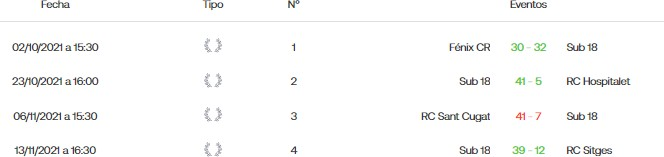 Fecha Tipo Nº Eventos
02/10/2021 a 15:30 1 Fénix CR 30 - 32 Sub 18
23/10/2021 a 16:00 2 Sub 18 41 - 5 RC Hospitalet
06/11/2021 a 15:30 3 RC Sant Cugat 41 - 7 Sub 18
13/11/2021 a 16:30 4 Sub 18 39 - 12 RC Sitges